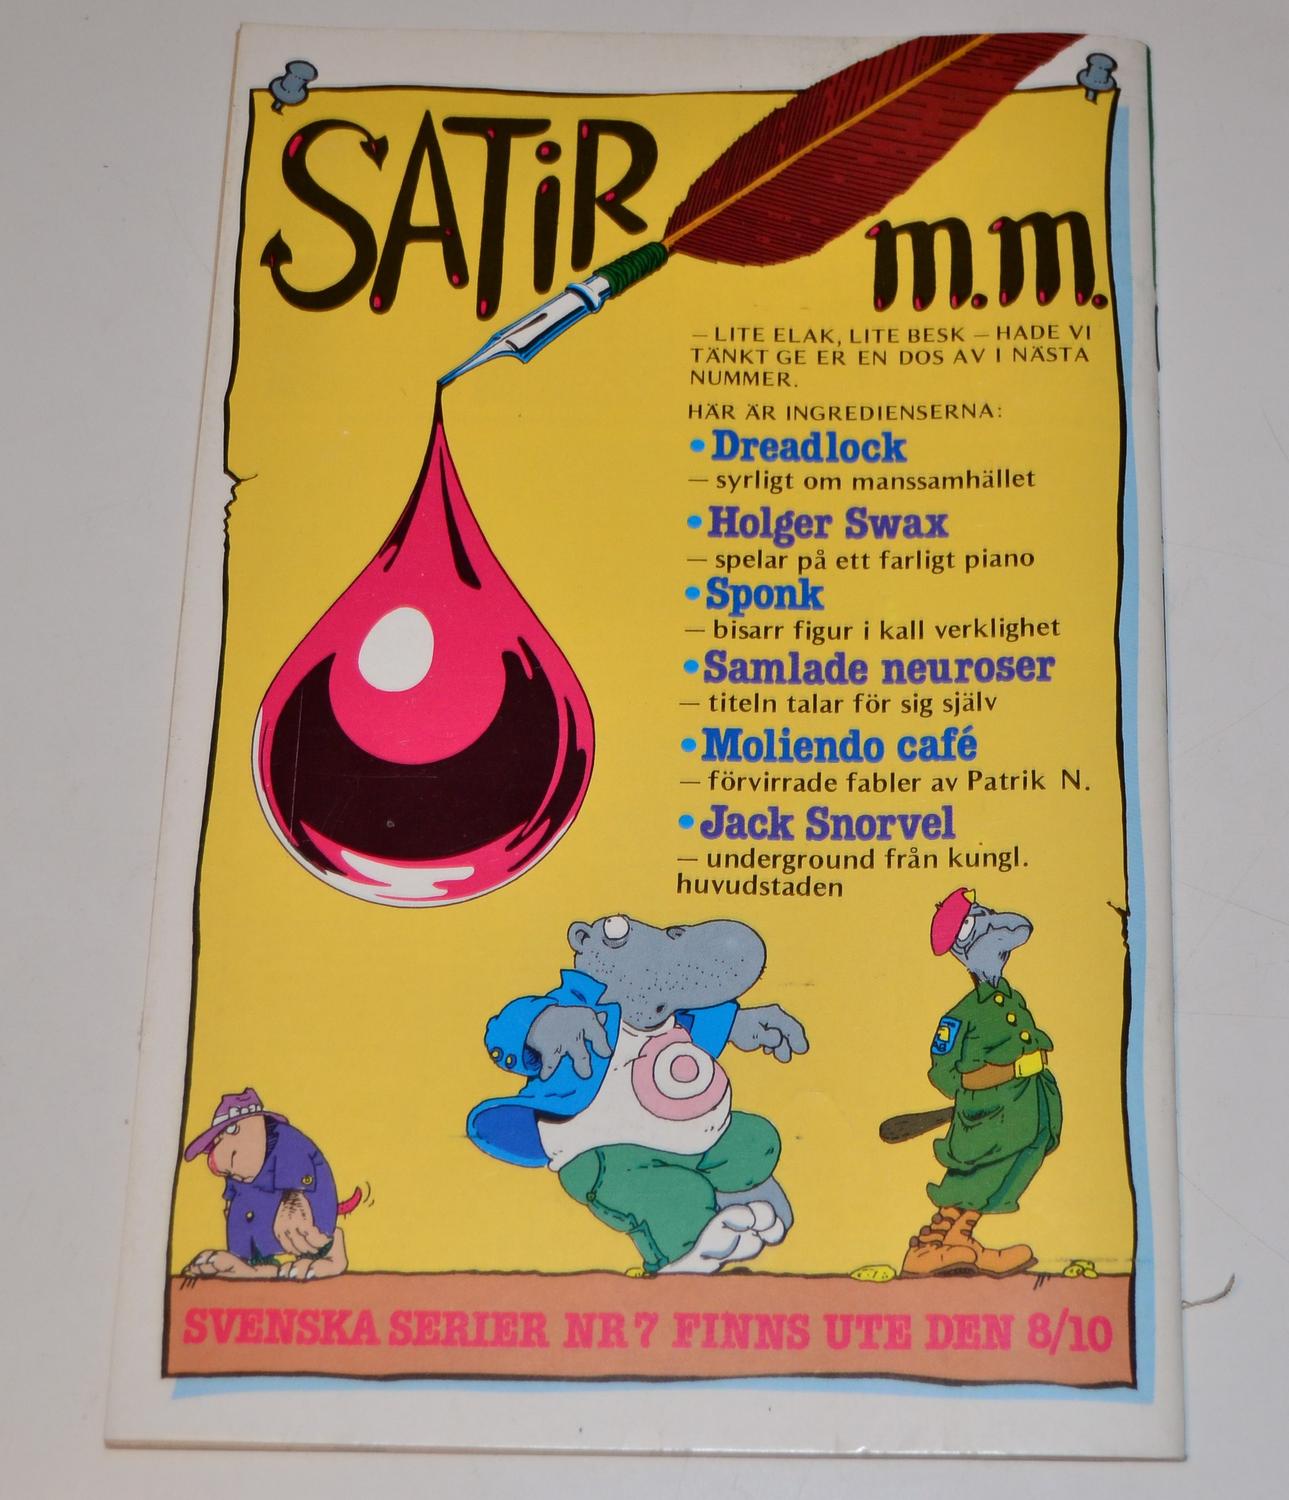 SATiR
m.m.
– LITE ELAK, LITE BESK – HADE VI
TÄNKT GE ER EN DOS AV I NÄSTA
NUMMER.
HÄR ÄR INGREDIENSERNA:
• Dreadlock
– syrligt om manssamhället
• Holger Swax
– spelar på ett farligt piano
• Sponk
– bisarr figur i kall verklighet
• Samlade neuroser
– titeln talar för sig själv
• Moliendo café
– förvirrade fabler av Patrik N.
• Jack Snorvel
– underground från kungl.
huvudstaden
SVENSKA SERIER NR 7 FINNS UTE DEN 8/10